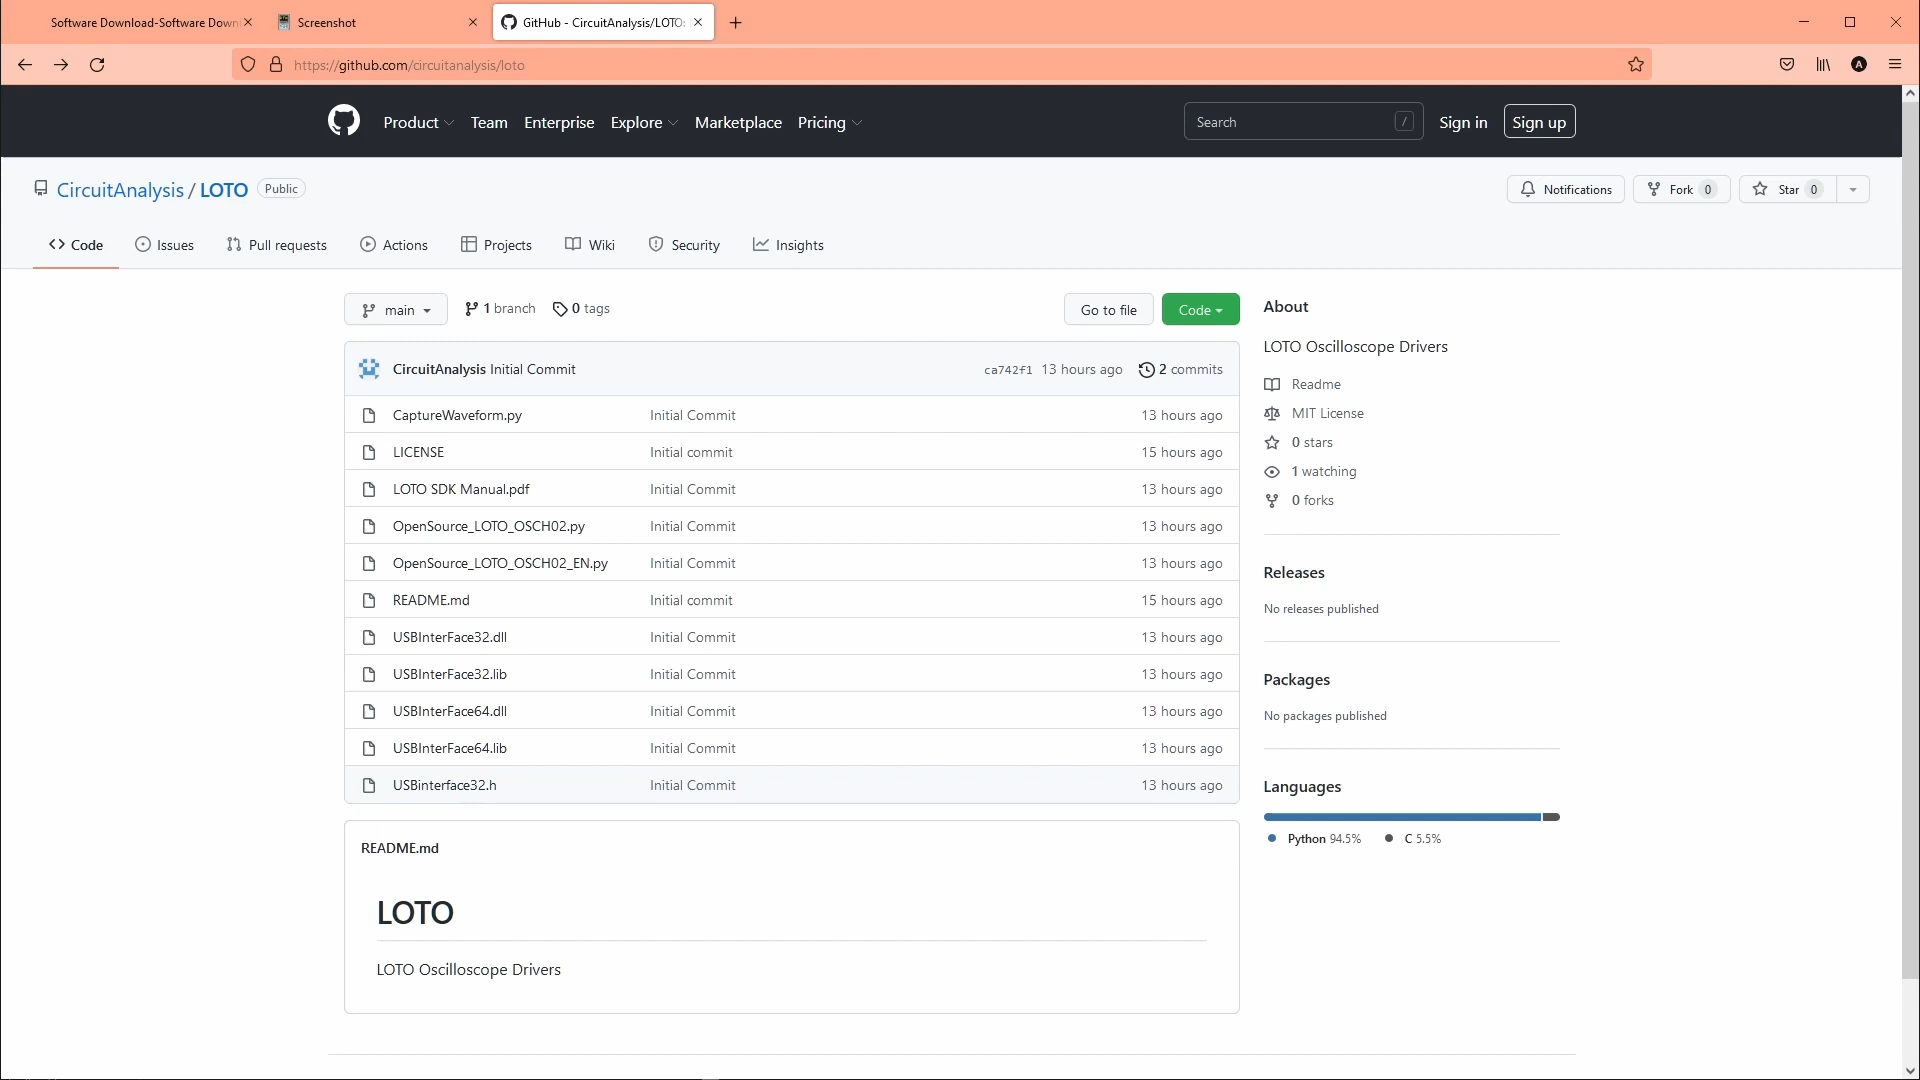 Software Download-Software Down
Screenshot
GitHub - CircuitAnalysis/LOTO:
https://github.com/circuitanalysis/loto
A
Product
Team
Enterprise
Explore
Marketplace
Pricing
Search
/
Sign in
Sign up
CircuitAnalysis / LOTO
Public
Notifications
Fork 0
Star 0
Code
Issues
Pull requests
Actions
Projects
Wiki
Security
Insights
main
1 branch
0 tags
Go to file
Code
CircuitAnalysis Initial Commit ca742f1 13 hours ago 2 commits
CaptureWaveform.py Initial Commit 13 hours ago
LICENSE Initial commit 15 hours ago
LOTO SDK Manual.pdf Initial Commit 13 hours ago
OpenSource_LOTO_OSCH02.py Initial Commit 13 hours ago
OpenSource_LOTO_OSCH02_EN.py Initial Commit 13 hours ago
README.md Initial commit 15 hours ago
USBInterFace32.dll Initial Commit 13 hours ago
USBInterFace32.lib Initial Commit 13 hours ago
USBInterFace64.dll Initial Commit 13 hours ago
USBInterFace64.lib Initial Commit 13 hours ago
USBinterface32.h Initial Commit 13 hours ago
README.md
LOTO
LOTO Oscilloscope Drivers
About
LOTO Oscilloscope Drivers
Readme
MIT License
0 stars
1 watching
0 forks
Releases
No releases published
Packages
No packages published
Languages
Python 94.5%
C 5.5%